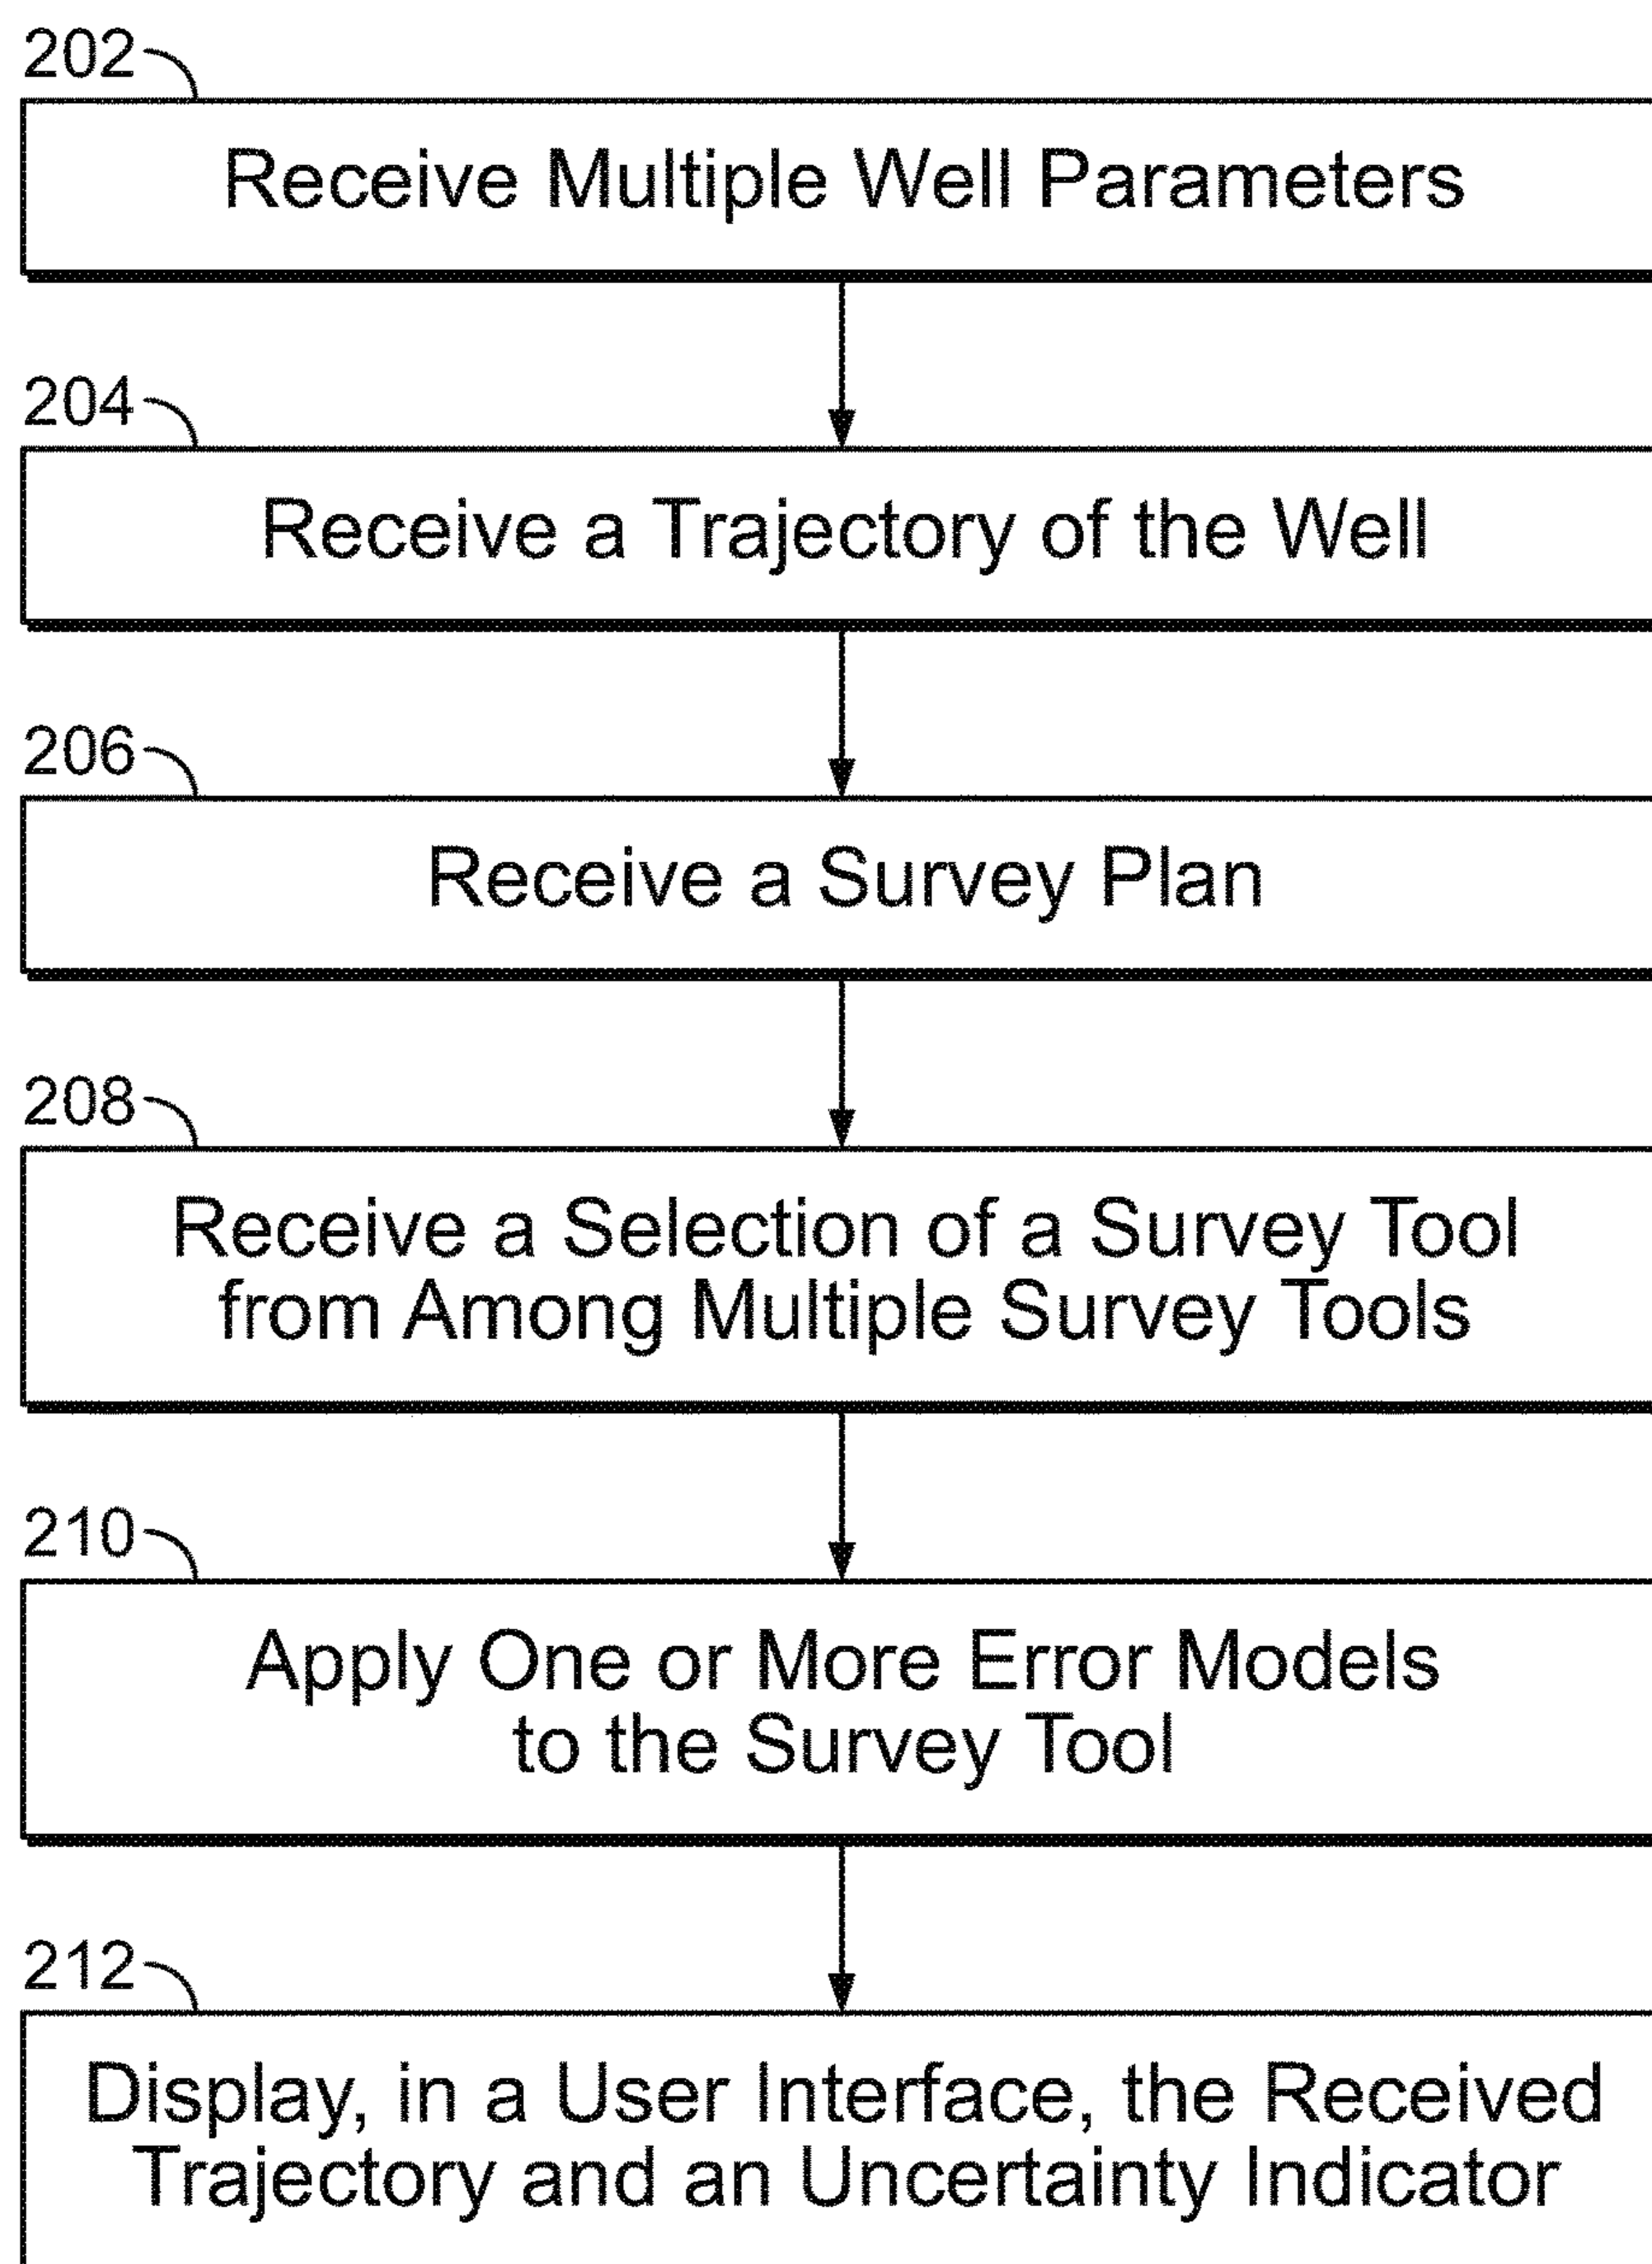 202
Receive Multiple Well Parameters
204
Receive a Trajectory of the Well
206
Receive a Survey Plan
208
Receive a Selection of a Survey Tool
from Among Multiple Survey Tools
210
Apply One or More Error Models
to the Survey Tool
212
Display, in a User Interface, the Received
Trajectory and an Uncertainty Indicator